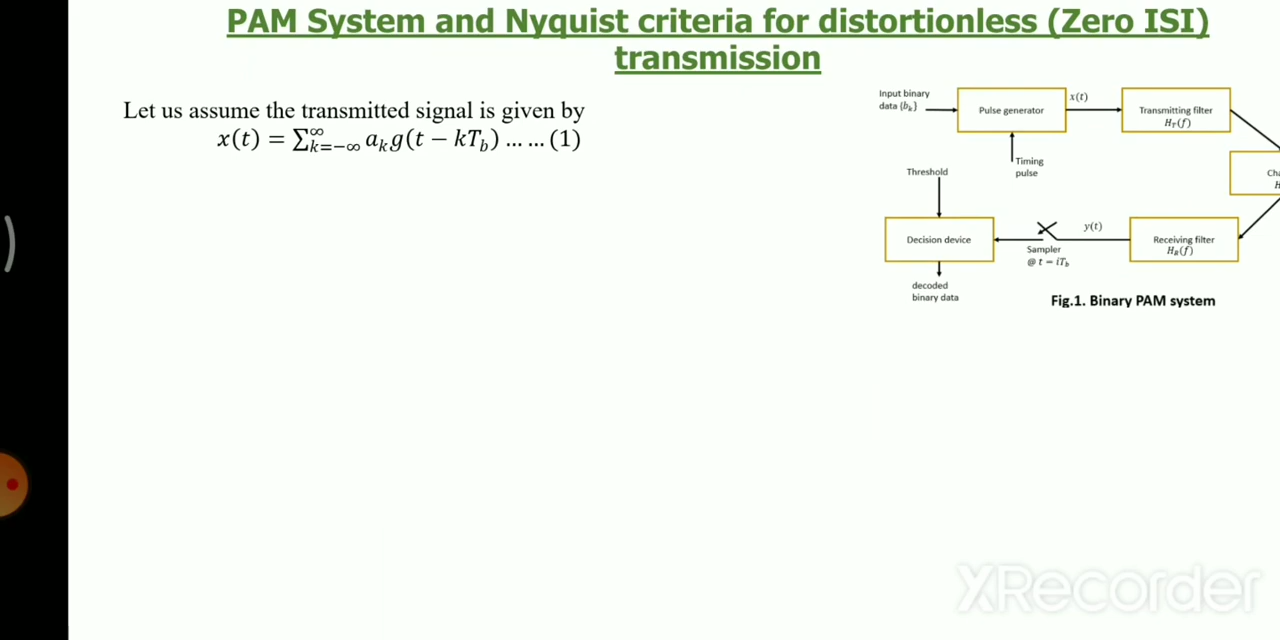 PAM System and Nyquist criteria for distortionless (Zero ISI)
transmission
Let us assume the transmitted signal is given by
x(t) = ∑_{k=−∞}^{∞} a_k g(t − kT_b) … … (1)
Input binary
data {b_k}
Pulse generator
x(t)
Transmitting filter
H_T(f)
Timing
pulse
Cha
H
Threshold
Decision device
Sampler
@ t = iT_b
y(t)
Receiving filter
H_R(f)
decoded
binary data
Fig.1. Binary PAM system
XRecorder